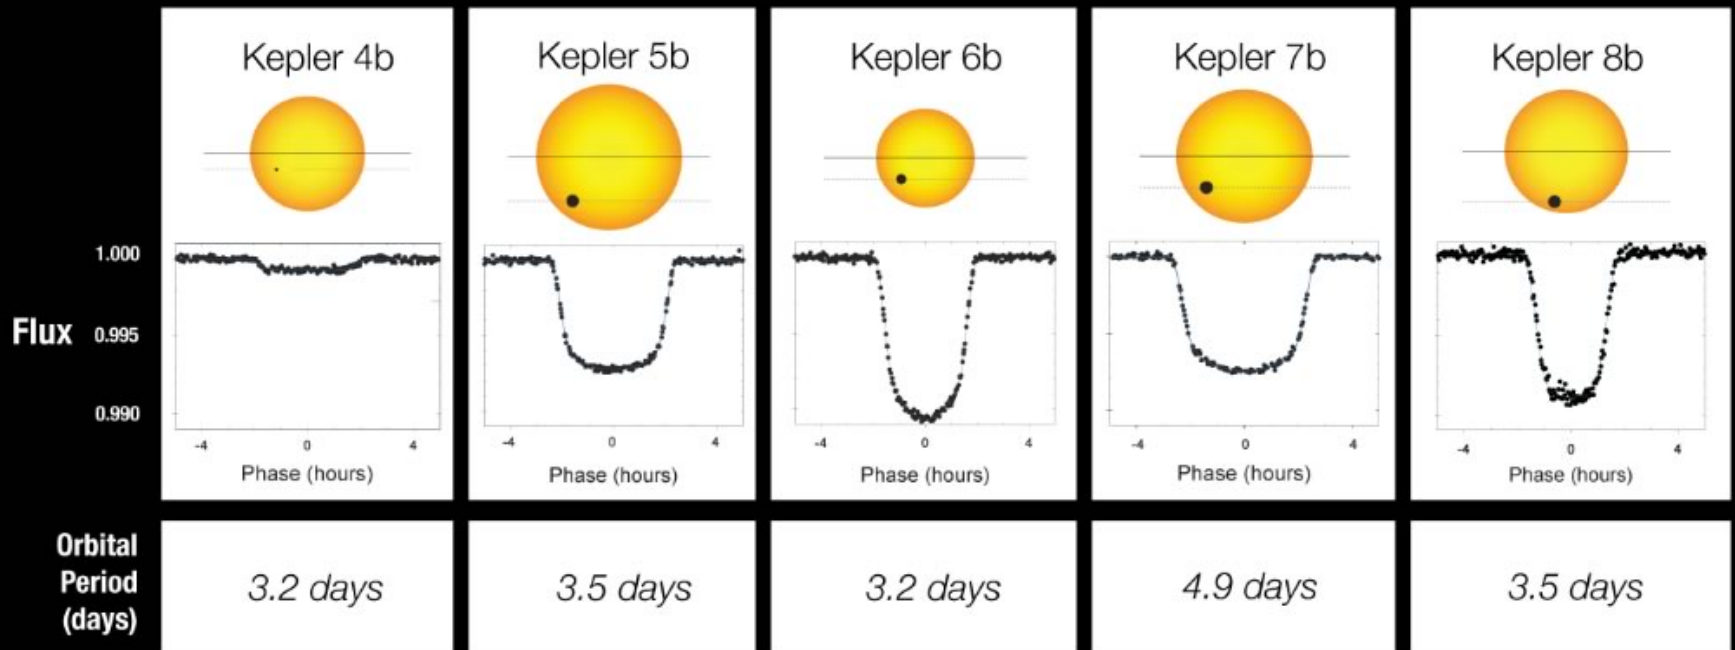 Kepler 4b
Kepler 5b
Kepler 6b
Kepler 7b
Kepler 8b
Flux
1.000
0.995
0.990
-4 0 4
Phase (hours)
-4 0 4
Phase (hours)
-4 0 4
Phase (hours)
-4 0 4
Phase (hours)
-4 0 4
Phase (hours)
Orbital
Period
(days)
3.2 days
3.5 days
3.2 days
4.9 days
3.5 days